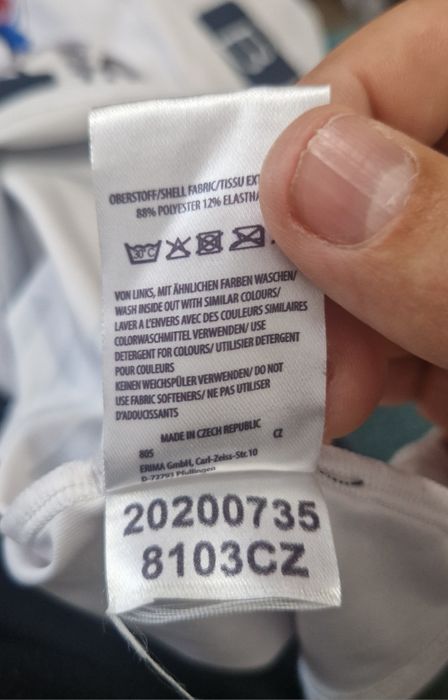 OBERSTOFF/SHELL FABRIC/TISSU
88% POLYESTER 12%
30°C
VON LINKS, MIT ÄHNLICHEN FARBEN WASCHEN/
WASH INSIDE OUT WITH SIMILAR COLOURS/
LAVER A L'ENVERS AVEC DES COULEURS SIMILAIRES
COLORWASCHMITTEL VERWENDEN/ USE
DETERGENT FOR COLOURS/ UTILISIER DETERGENT
POUR COULEURS
KEINEN WEICHSPÜLER VERWENDEN/ DO NOT
USE FABRIC SOFTENERS/ NE PAS UTILISER
D'ADOUCISSANTS
MADE IN CZECH REPUBLIC CZ
805
ERIMA GmbH, Carl-Zeiss-Str.10
D-72793 Pfullingen
20200735
8103CZ